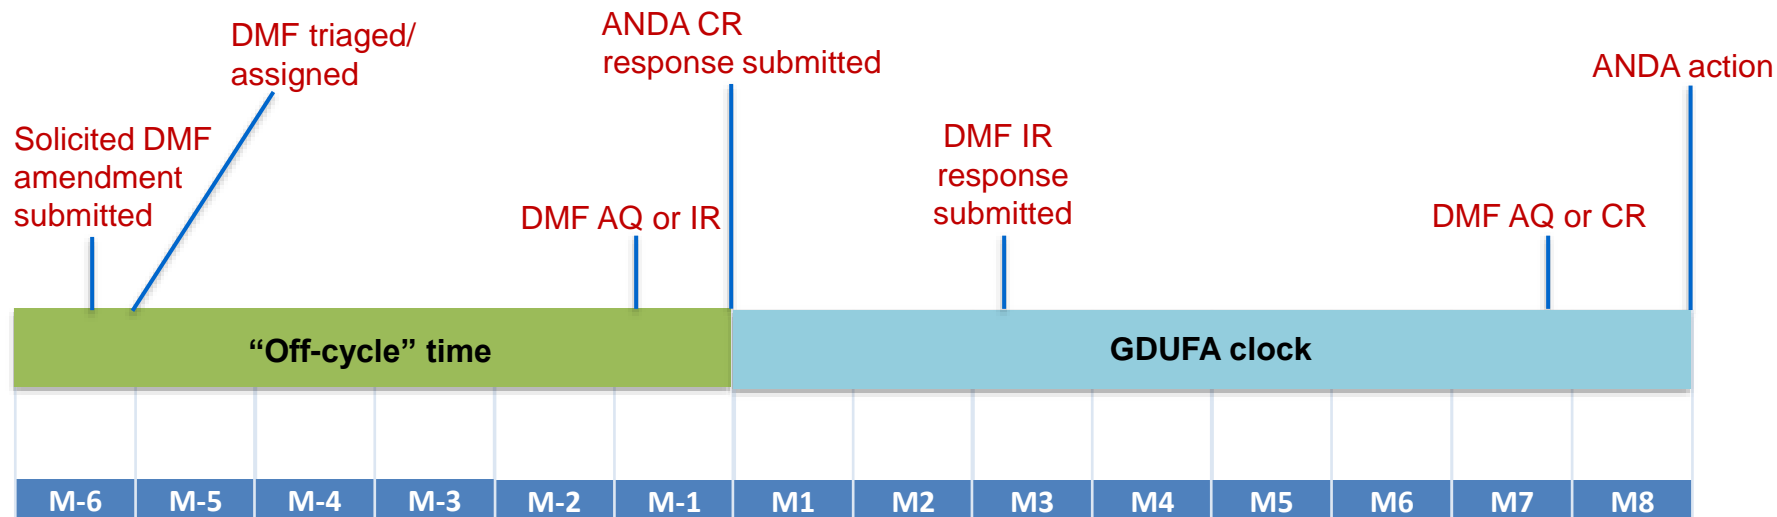 DMF triaged/
assigned
ANDA CR
response submitted
ANDA action
Solicited DMF
amendment
submitted
DMF AQ or IR
DMF IR
response
submitted
DMF AQ or CR
“Off-cycle” time
GDUFA clock
M-6 M-5 M-4 M-3 M-2 M-1 M1 M2 M3 M4 M5 M6 M7 M8